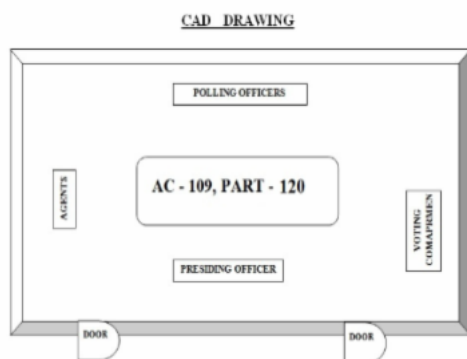 CAD DRAWING
POLLING OFFICERS
AGENTS
AC - 109, PART - 120
VOTING
COMAPRMEN
PRESIDING OFFICER
DOOR
DOOR